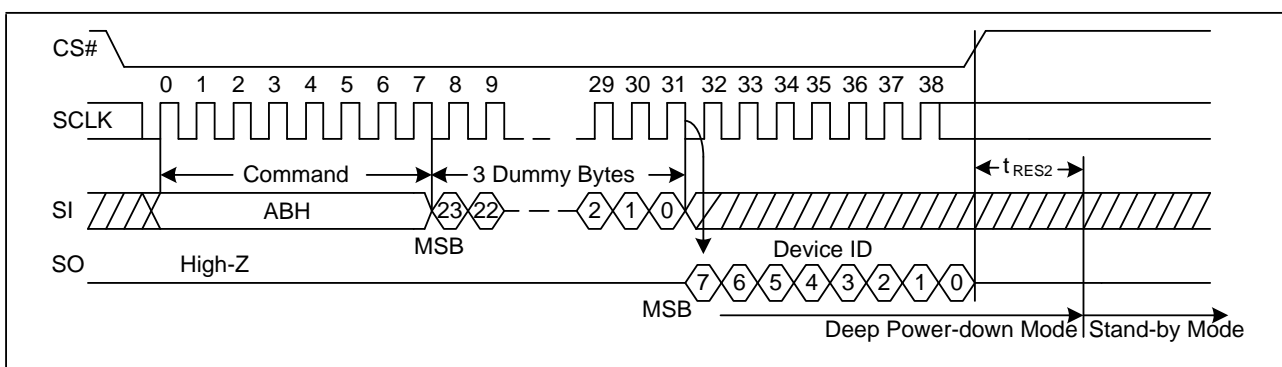 CS#
0 1 2 3 4 5 6 7 8 9 29 30 31 32 33 34 35 36 37 38
SCLK
Command 3 Dummy Bytes tRES2
SI ABH 23 22 2 1 0
MSB
SO High-Z Device ID
7 6 5 4 3 2 1 0
MSB
Deep Power-down Mode Stand-by Mode